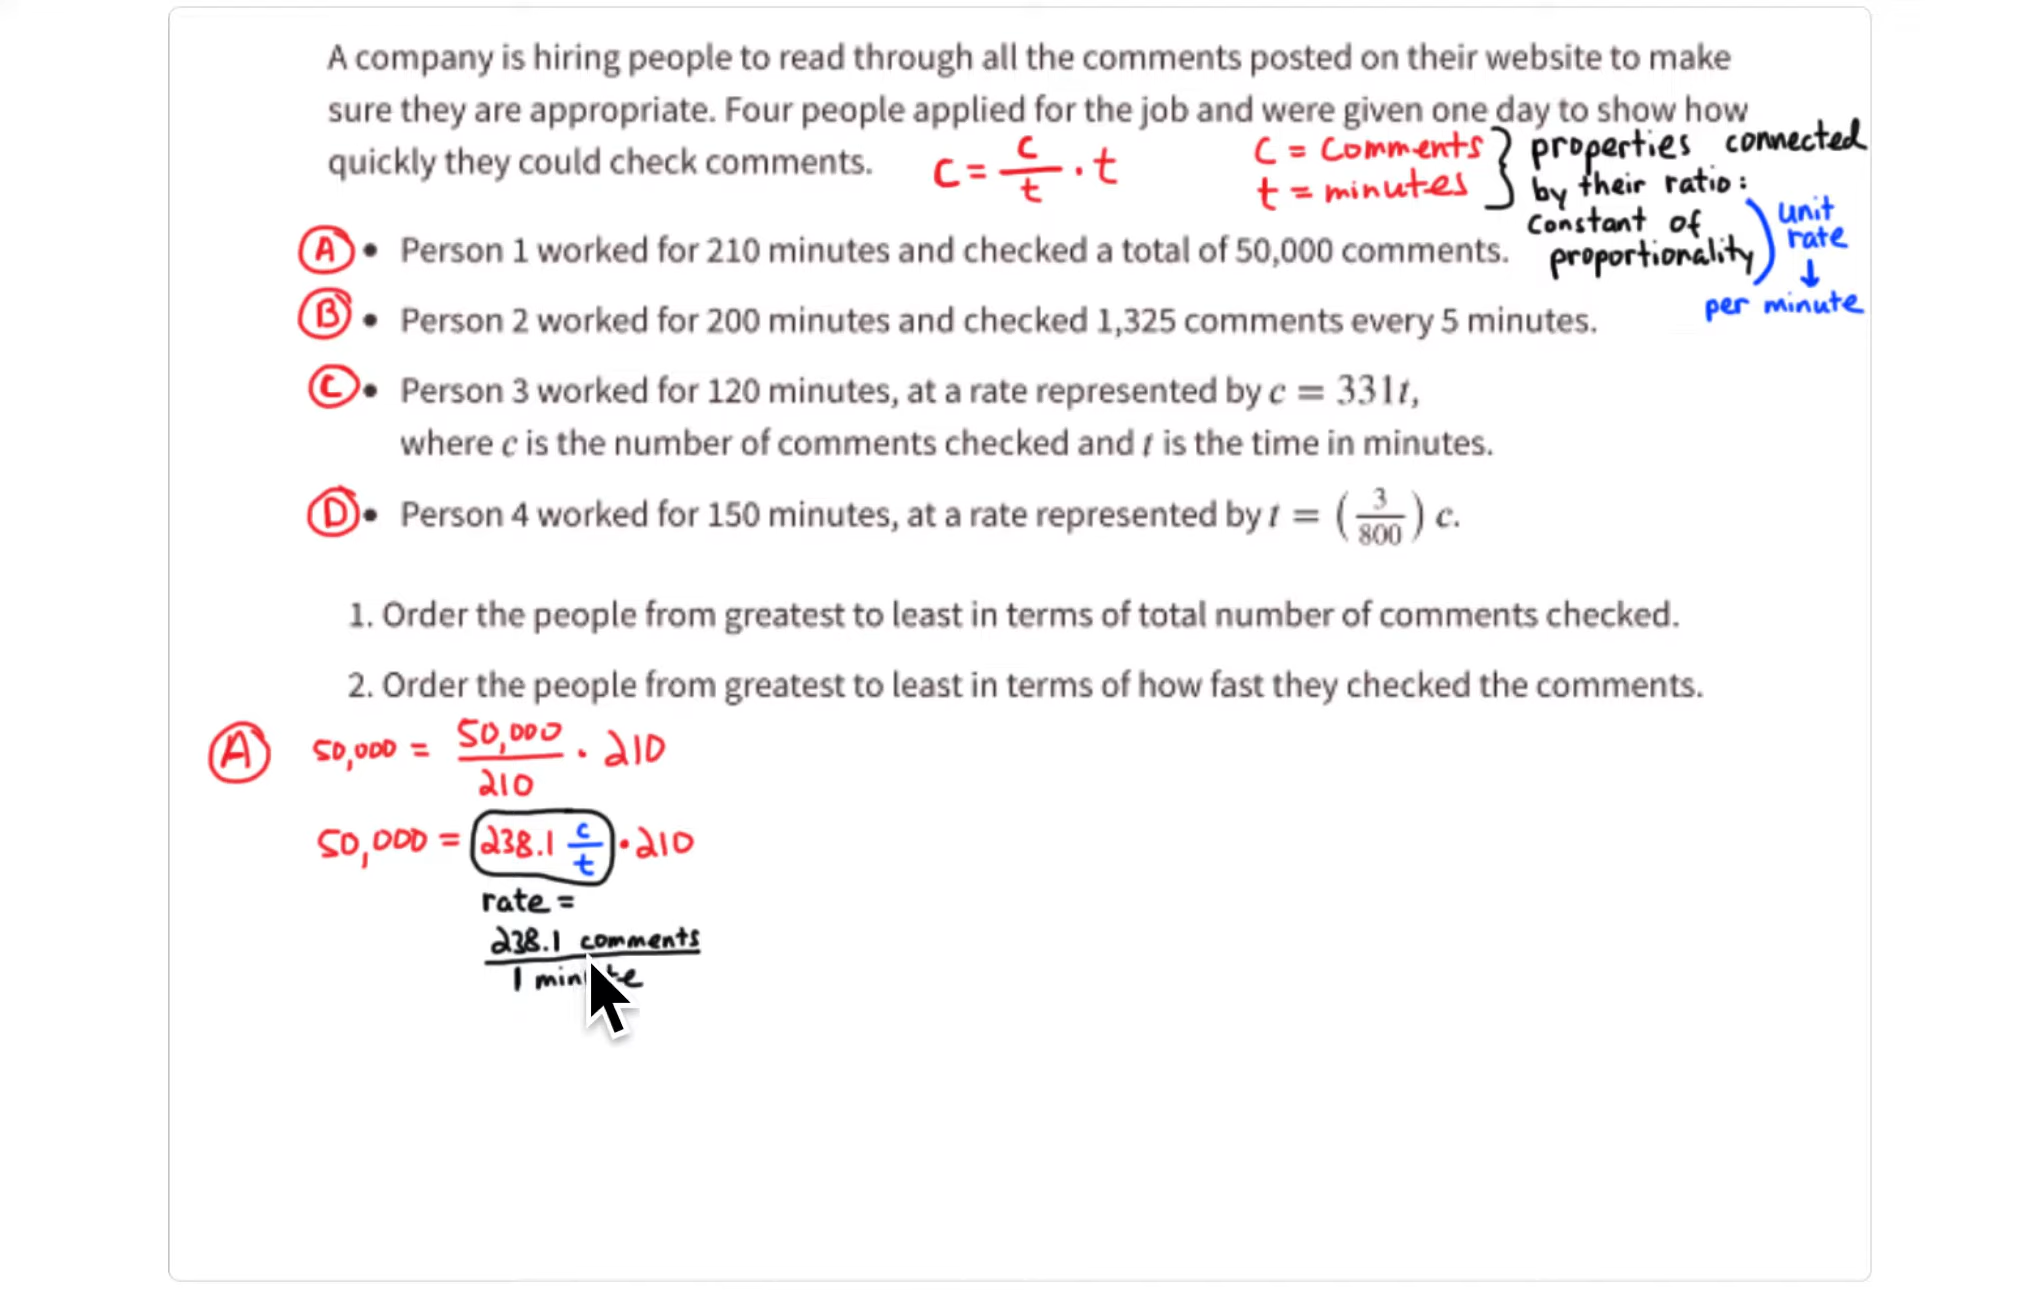 A company is hiring people to read through all the comments posted on their website to make
sure they are appropriate. Four people applied for the job and were given one day to show how
quickly they could check comments.
c = c/t · t
c = comments
t = minutes
properties connected
by their ratio:
constant of
proportionality
unit
rate
↓
per minute
A • Person 1 worked for 210 minutes and checked a total of 50,000 comments.
B • Person 2 worked for 200 minutes and checked 1,325 comments every 5 minutes.
C • Person 3 worked for 120 minutes, at a rate represented by c = 331t,
where c is the number of comments checked and t is the time in minutes.
D • Person 4 worked for 150 minutes, at a rate represented by t = (3/800) c.
1. Order the people from greatest to least in terms of total number of comments checked.
2. Order the people from greatest to least in terms of how fast they checked the comments.
A 50,000 = 50,000/210 · 210
50,000 = 238.1 c/t · 210
rate =
238.1 comments
1 minute